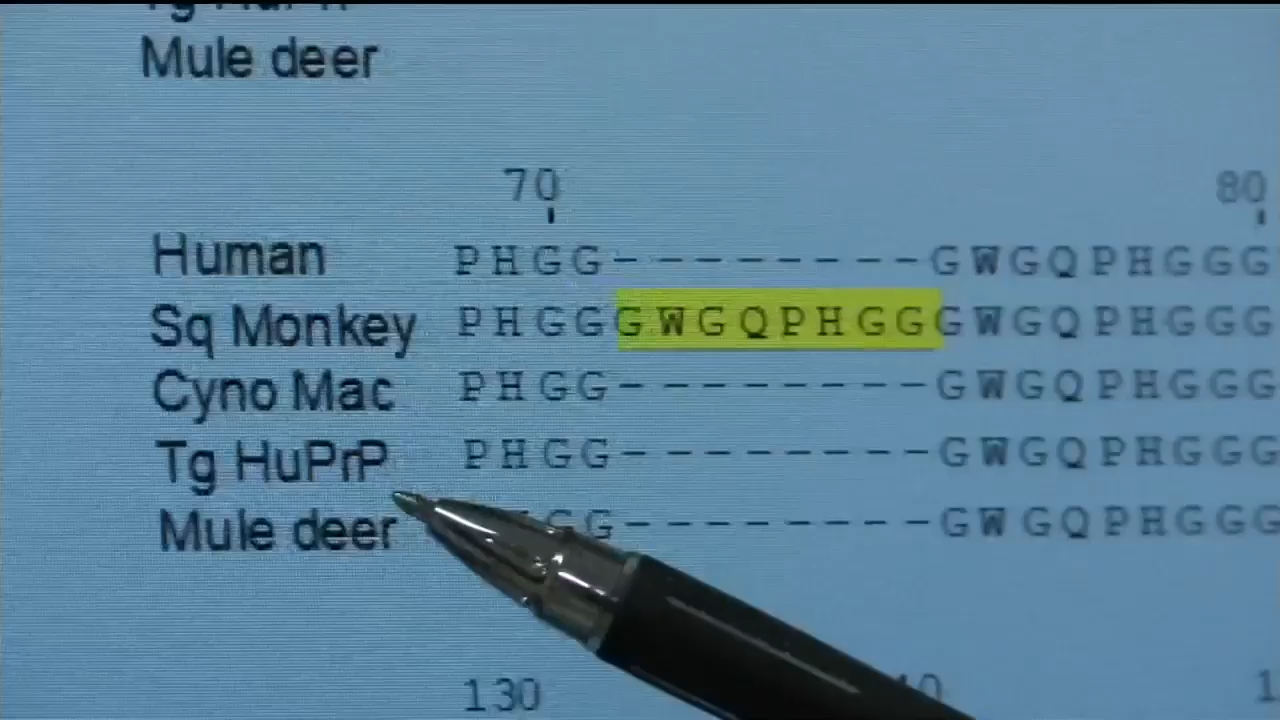 Mule deer
70 80
Human PHGG---------GWGQPHGGG
Sq Monkey PHGGGWGQPHGGGWGQPHGGG
Cyno Mac PHGG---------GWGQPHGGG
Tg HuPrP PHGG---------GWGQPHGGG
Mule deer GG---------GWGQPHGGG
130